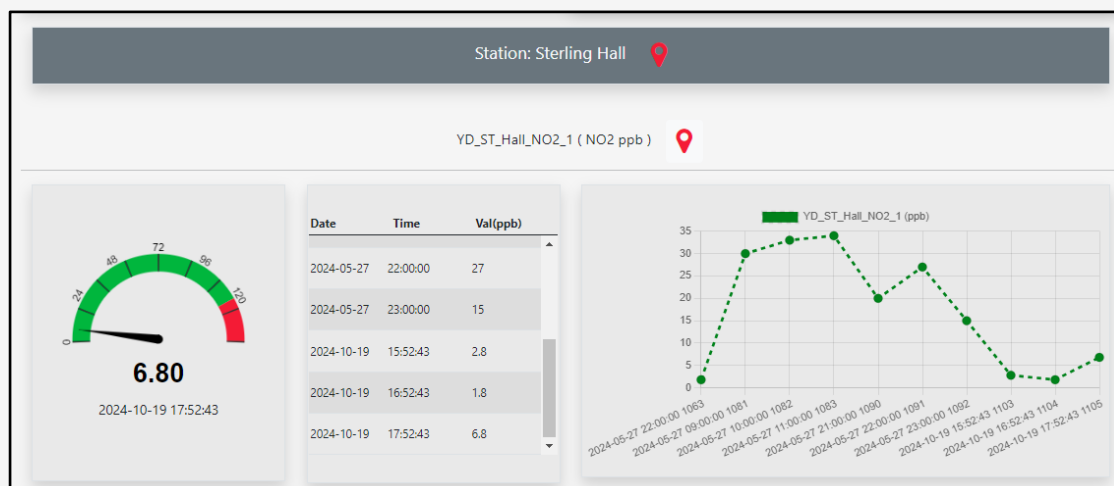 Station: Sterling Hall
YD_ST_Hall_NO2_1 ( NO2 ppb )
0
24
48
72
96
120
6.80
2024-10-19 17:52:43
Date Time Val(ppb)
2024-05-27 22:00:00 27
2024-05-27 23:00:00 15
2024-10-19 15:52:43 2.8
2024-10-19 16:52:43 1.8
2024-10-19 17:52:43 6.8
YD_ST_Hall_NO2_1 (ppb)
35
30
25
20
15
10
5
0
2024-05-27 22:00:00 1063
2024-05-27 09:00:00 1081
2024-05-27 10:00:00 1082
2024-05-27 11:00:00 1083
2024-05-27 21:00:00 1090
2024-05-27 22:00:00 1091
2024-05-27 23:00:00 1092
2024-10-19 15:52:43 1103
2024-10-19 16:52:43 1104
2024-10-19 17:52:43 1105